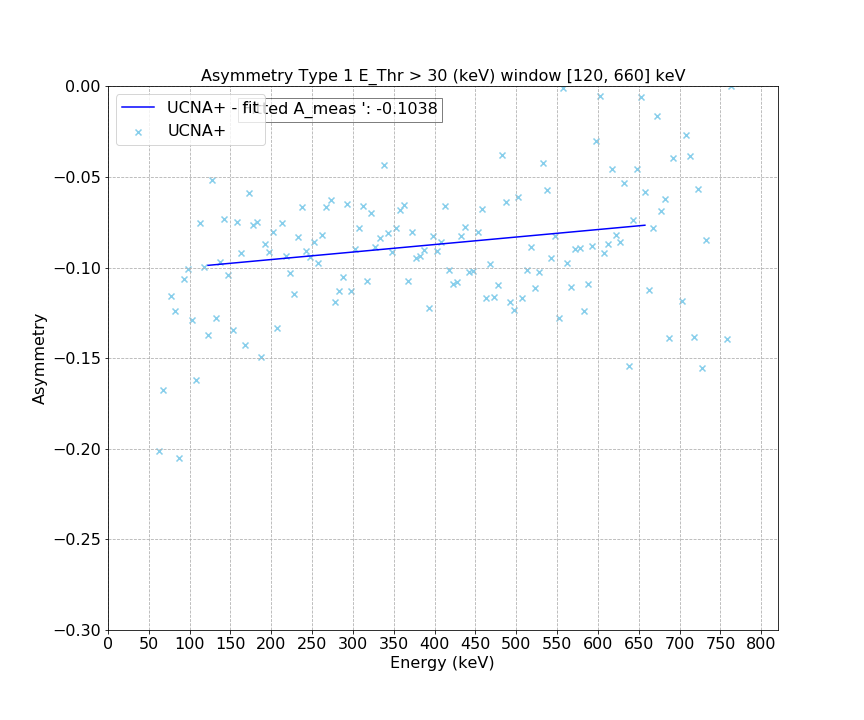 Asymmetry Type 1 E_Thr > 30 (keV) window [120, 660] keV
UCNA+ - fit
tted A_meas ': -0.1038
UCNA+
Asymmetry
0.00
−0.05
−0.10
−0.15
−0.20
−0.25
−0.30
0 50 100 150 200 250 300 350 400 450 500 550 600 650 700 750 800
Energy (keV)